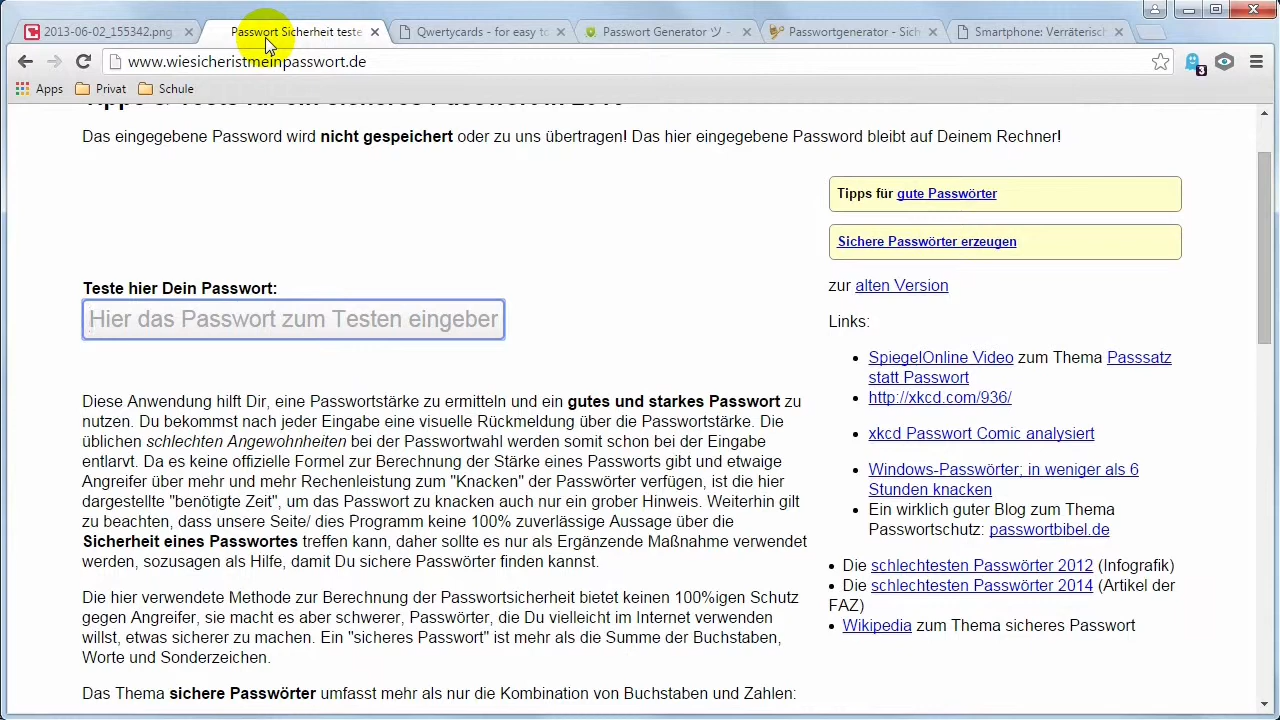 2013-06-02_155342.png
Passwort Sicherheit teste
Qwertycards - for easy to
Passwort Generator ツ -
Passwortgenerator - Sich
Smartphone: Verräterisch
www.wiesicheristmeinpasswort.de
3
Apps
Privat
Schule
Das eingegebene Password wird nicht gespeichert oder zu uns übertragen! Das hier eingegebene Password bleibt auf Deinem Rechner!
Tipps für gute Passwörter
Sichere Passwörter erzeugen
Teste hier Dein Passwort:
Hier das Passwort zum Testen eingeber
Diese Anwendung hilft Dir, eine Passwortstärke zu ermitteln und ein gutes und starkes Passwort zu
nutzen. Du bekommst nach jeder Eingabe eine visuelle Rückmeldung über die Passwortstärke. Die
üblichen schlechten Angewohnheiten bei der Passwortwahl werden somit schon bei der Eingabe
entlarvt. Da es keine offizielle Formel zur Berechnung der Stärke eines Passworts gibt und etwaige
Angreifer über mehr und mehr Rechenleistung zum "Knacken" der Passwörter verfügen, ist die hier
dargestellte "benötigte Zeit", um das Passwort zu knacken auch nur ein grober Hinweis. Weiterhin gilt
zu beachten, dass unsere Seite/ dies Programm keine 100% zuverlässige Aussage über die
Sicherheit eines Passwortes treffen kann, daher sollte es nur als Ergänzende Maßnahme verwendet
werden, sozusagen als Hilfe, damit Du sichere Passwörter finden kannst.
Die hier verwendete Methode zur Berechnung der Passwortsicherheit bietet keinen 100%igen Schutz
gegen Angreifer, sie macht es aber schwerer, Passwörter, die Du vielleicht im Internet verwenden
willst, etwas sicherer zu machen. Ein "sicheres Passwort" ist mehr als die Summe der Buchstaben,
Worte und Sonderzeichen.
Das Thema sichere Passwörter umfasst mehr als nur die Kombination von Buchstaben und Zahlen:
zur alten Version
Links:
• SpiegelOnline Video zum Thema Passsatz
statt Passwort
• http://xkcd.com/936/
• xkcd Passwort Comic analysiert
• Windows-Passwörter; in weniger als 6
Stunden knacken
• Ein wirklich guter Blog zum Thema
Passwortschutz: passwortbibel.de
• Die schlechtesten Passwörter 2012 (Infografik)
• Die schlechtesten Passwörter 2014 (Artikel der
FAZ)
• Wikipedia zum Thema sicheres Passwort